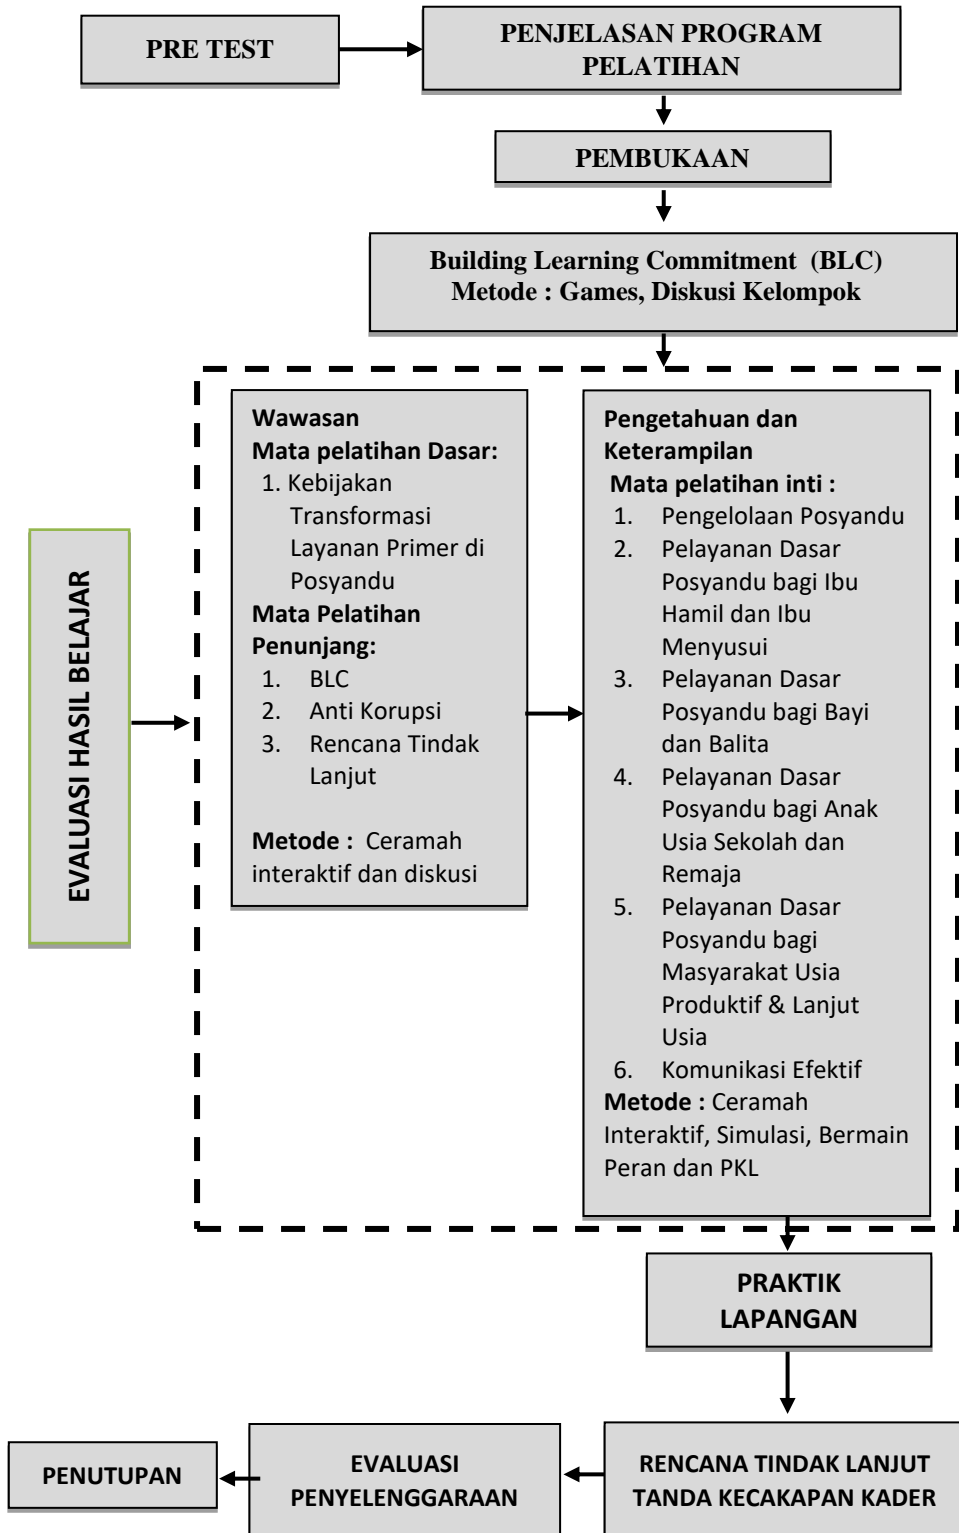 PRE TEST
PENJELASAN PROGRAM
PELATIHAN
PEMBUKAAN
Building Learning Commitment (BLC)
Metode : Games, Diskusi Kelompok
EVALUASI HASIL BELAJAR
Wawasan
Mata pelatihan Dasar:
1. Kebijakan
Transformasi
Layanan Primer di
Posyandu
Mata Pelatihan
Penunjang:
1. BLC
2. Anti Korupsi
3. Rencana Tindak
Lanjut
Metode : Ceramah
interaktif dan diskusi
Pengetahuan dan
Keterampilan
Mata pelatihan inti :
1. Pengelolaan Posyandu
2. Pelayanan Dasar
Posyandu bagi Ibu
Hamil dan Ibu
Menyusui
3. Pelayanan Dasar
Posyandu bagi Bayi
dan Balita
4. Pelayanan Dasar
Posyandu bagi Anak
Usia Sekolah dan
Remaja
5. Pelayanan Dasar
Posyandu bagi
Masyarakat Usia
Produktif & Lanjut
Usia
6. Komunikasi Efektif
Metode : Ceramah
Interaktif, Simulasi, Bermain
Peran dan PKL
PRAKTIK
LAPANGAN
RENCANA TINDAK LANJUT
TANDA KECAKAPAN KADER
EVALUASI
PENYELENGGARAAN
PENUTUPAN